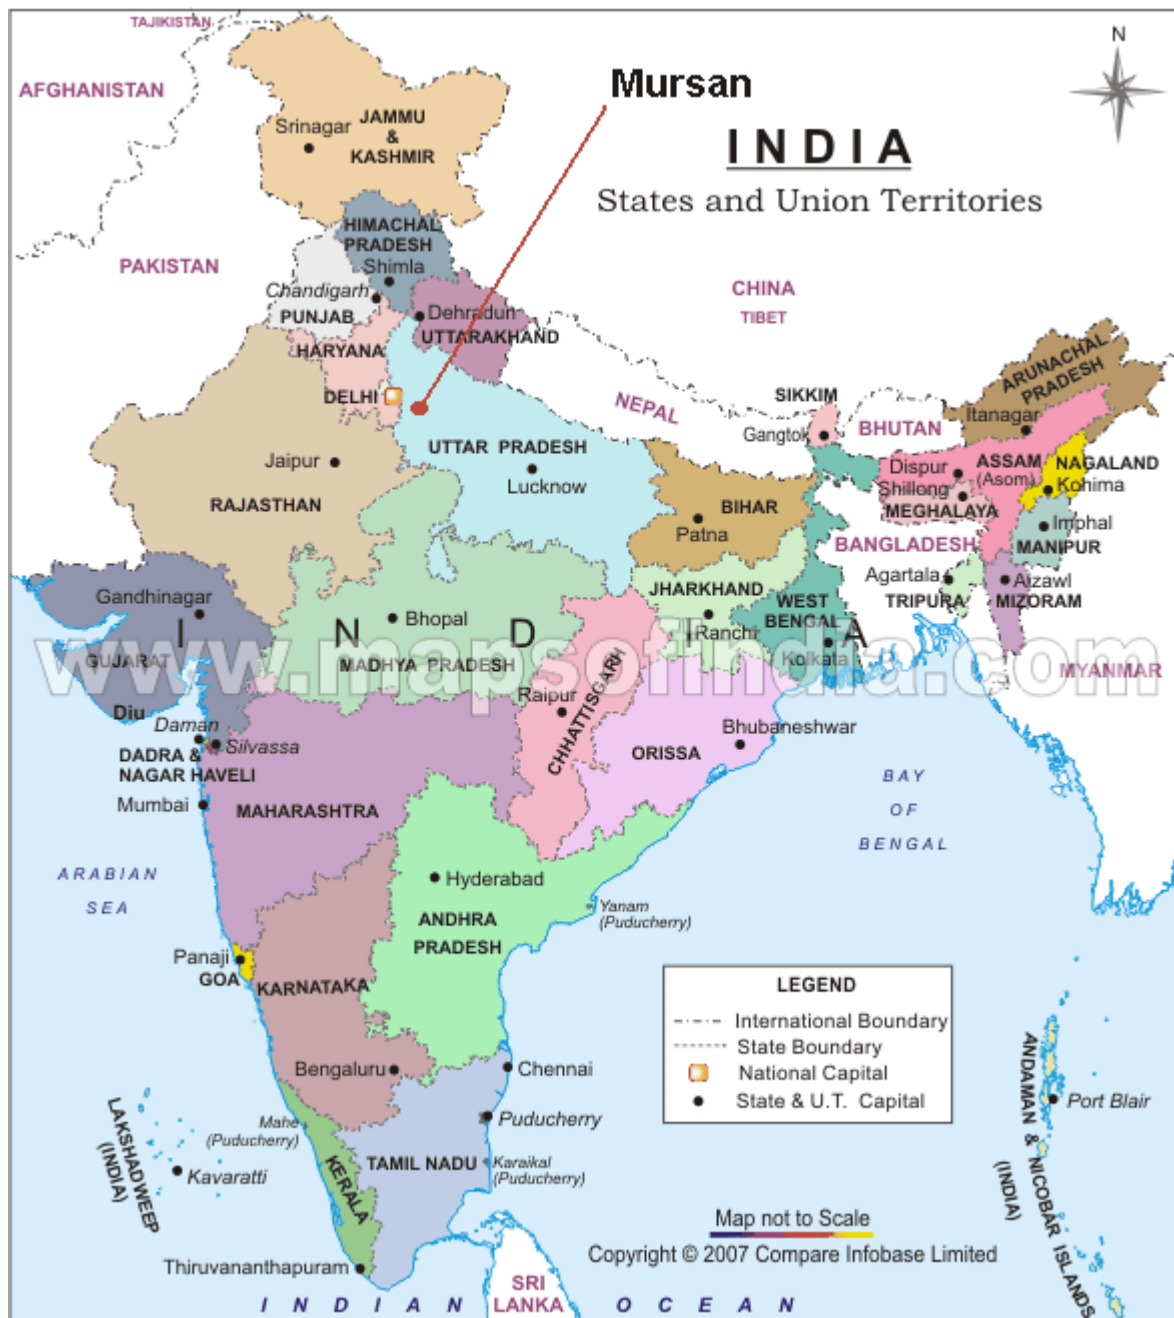 TAJIKISTAN
AFGHANISTAN
Mursan
N
INDIA
States and Union Territories
JAMMU
&
KASHMIR
Srinagar
HIMACHAL
PRADESH
Shimla
PAKISTAN
Chandigarh
PUNJAB
Dehradun
UTTARAKHAND
CHINA
TIBET
HARYANA
DELHI
NEPAL
SIKKIM
Gangtok
BHUTAN
ARUNACHAL
PRADESH
Itanagar
UTTAR PRADESH
Lucknow
Jaipur
RAJASTHAN
BIHAR
Patna
Dispur
Shillong
MEGHALAYA
ASSAM
(Asom)
NAGALAND
Kohima
Imphal
MANIPUR
BANGLADESH
Agartala
TRIPURA
Aizawl
MIZORAM
Gandhinagar
GUJARAT
Bhopal
MADHYA PRADESH
JHARKHAND
Ranchi
WEST
BENGAL
Kolkata
I N D I A
www.mapsofindia.com
MYANMAR
Diu
Daman
Silvassa
DADRA &
NAGAR HAVELI
Mumbai
MAHARASHTRA
Raipur
CHHATTISGARH
ORISSA
Bhubaneshwar
BAY
OF
BENGAL
ARABIAN
SEA
Hyderabad
ANDHRA
PRADESH
Yanam
(Puducherry)
Panaji
GOA
KARNATAKA
Bengaluru
Chennai
LEGEND
International Boundary
State Boundary
National Capital
State & U.T. Capital
Mahe
(Puducherry)
Puducherry
KERALA
TAMIL NADU
Karaikal
(Puducherry)
LAKSHADWEEP
(INDIA)
Kavaratti
Thiruvananthapuram
ANDAMAN & NICOBAR ISLANDS
(INDIA)
Port Blair
Map not to Scale
Copyright © 2007 Compare Infobase Limited
SRI
LANKA
INDIAN OCEAN